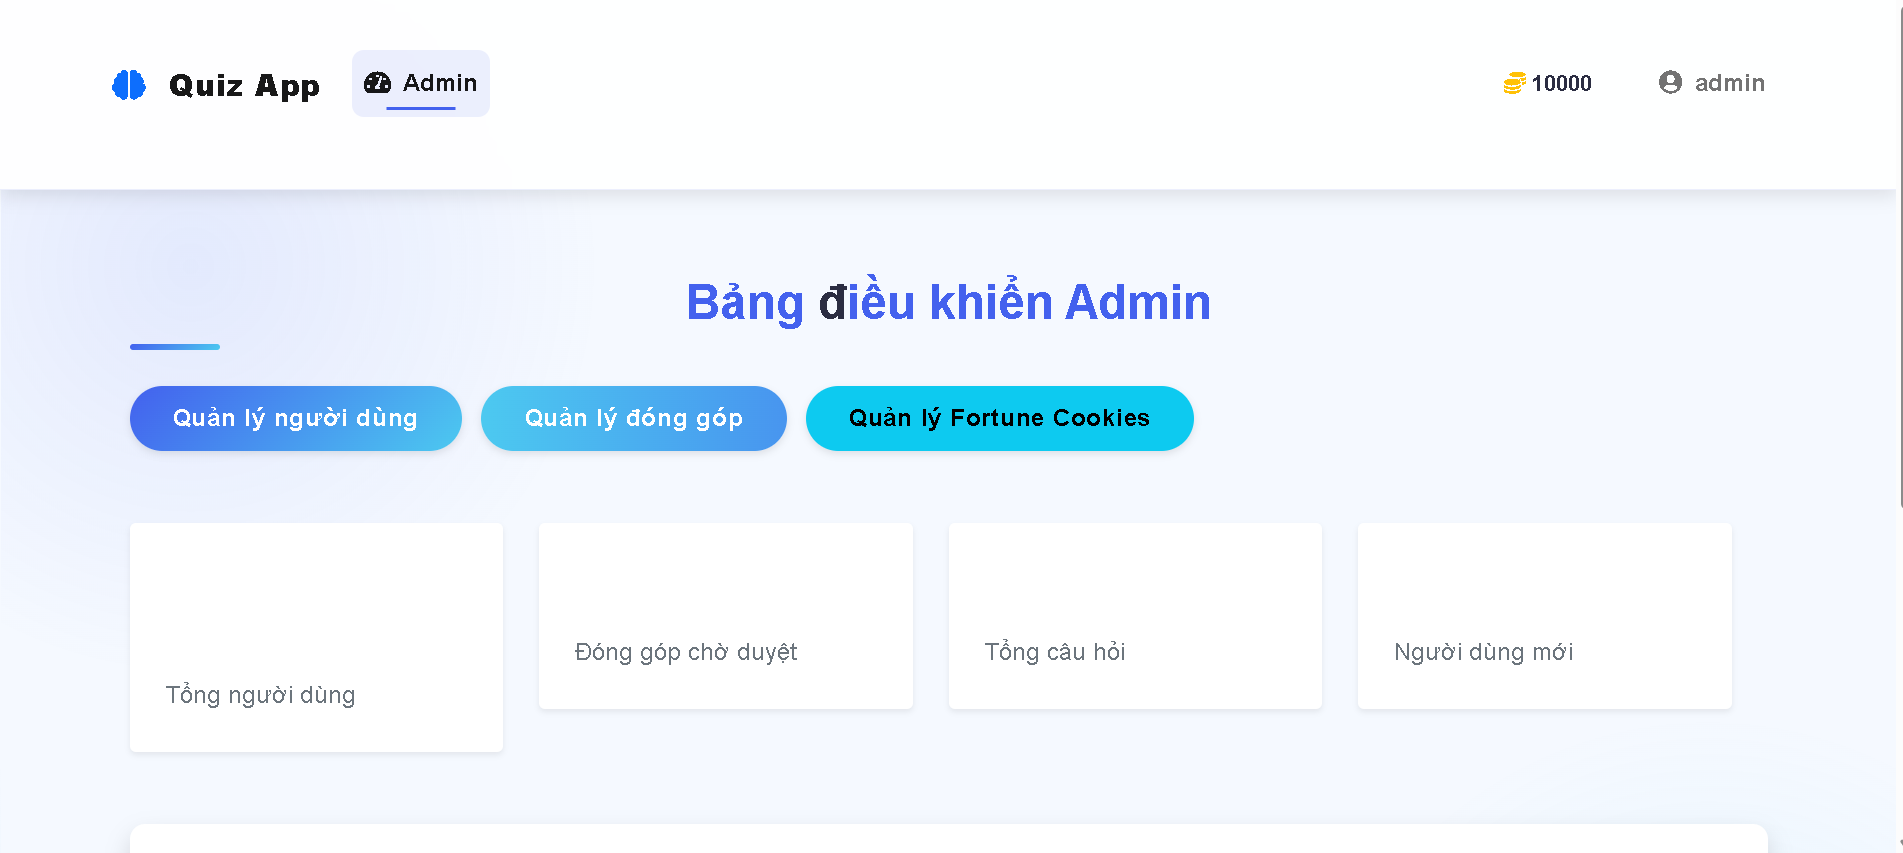 Quiz App
Admin
10000
admin
Bảng điều khiển Admin
Quản lý người dùng
Quản lý đóng góp
Quản lý Fortune Cookies
Tổng người dùng
Đóng góp chờ duyệt
Tổng câu hỏi
Người dùng mới